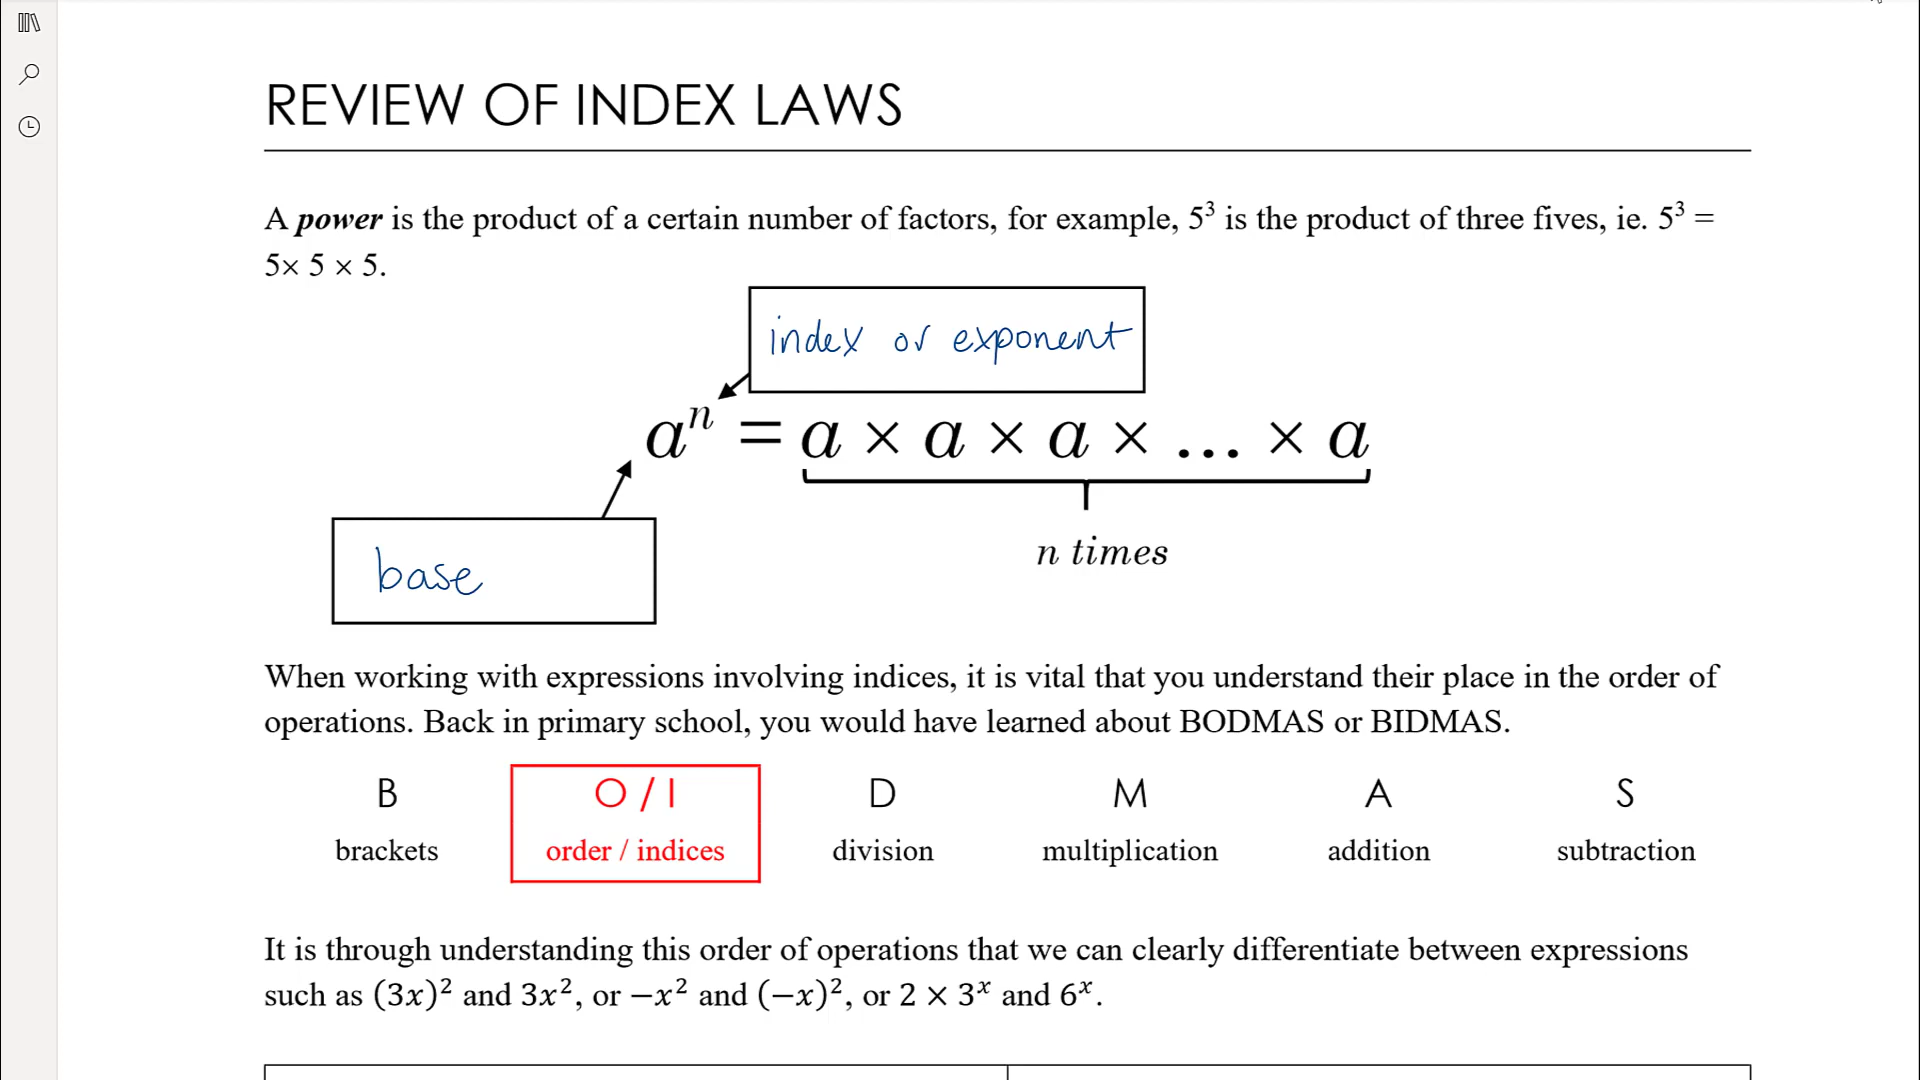 REVIEW OF INDEX LAWS
A power is the product of a certain number of factors, for example, 5³ is the product of three fives, ie. 5³ =
5× 5 × 5.
index or exponent
aⁿ = a × a × a × ... × a
base
n times
When working with expressions involving indices, it is vital that you understand their place in the order of
operations. Back in primary school, you would have learned about BODMAS or BIDMAS.
B O / I D M A S
brackets order / indices division multiplication addition subtraction
It is through understanding this order of operations that we can clearly differentiate between expressions
such as (3x)² and 3x², or −x² and (−x)², or 2 × 3ˣ and 6ˣ.